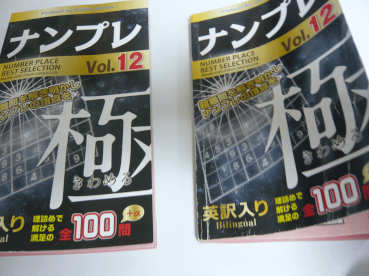 ナンプレ
NUMBER PLACE
BEST SELECTION
Vol.12
極
きわめる
入り
gual
理詰めで
解ける
満足の
全100問
+α
ナンプレ
NUMBER PLACE
BEST SELECTION
Vol.12
極
きわめる
英訳入り
Bilingual
理詰めで
解ける
満足の
全100問